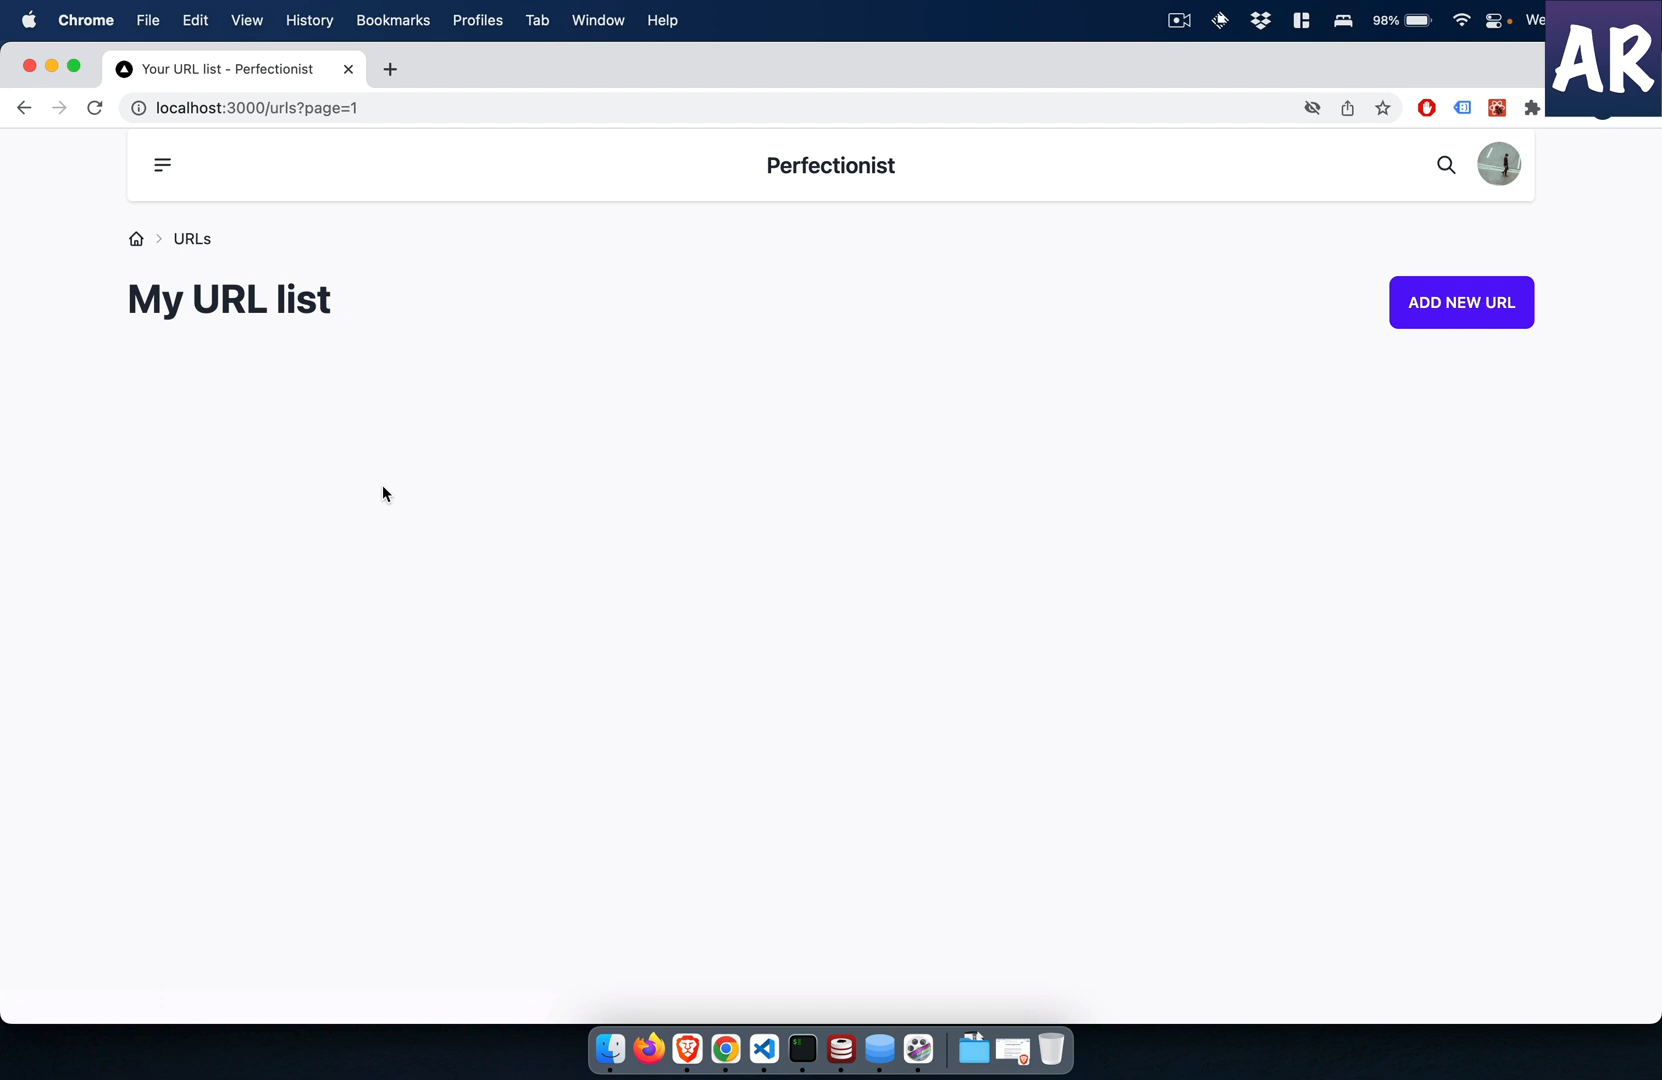 Chrome File Edit View History Bookmarks Profiles Tab Window Help 98% We
AR
Your URL list - Perfectionist
localhost:3000/urls?page=1
Perfectionist
URLs
My URL list
ADD NEW URL